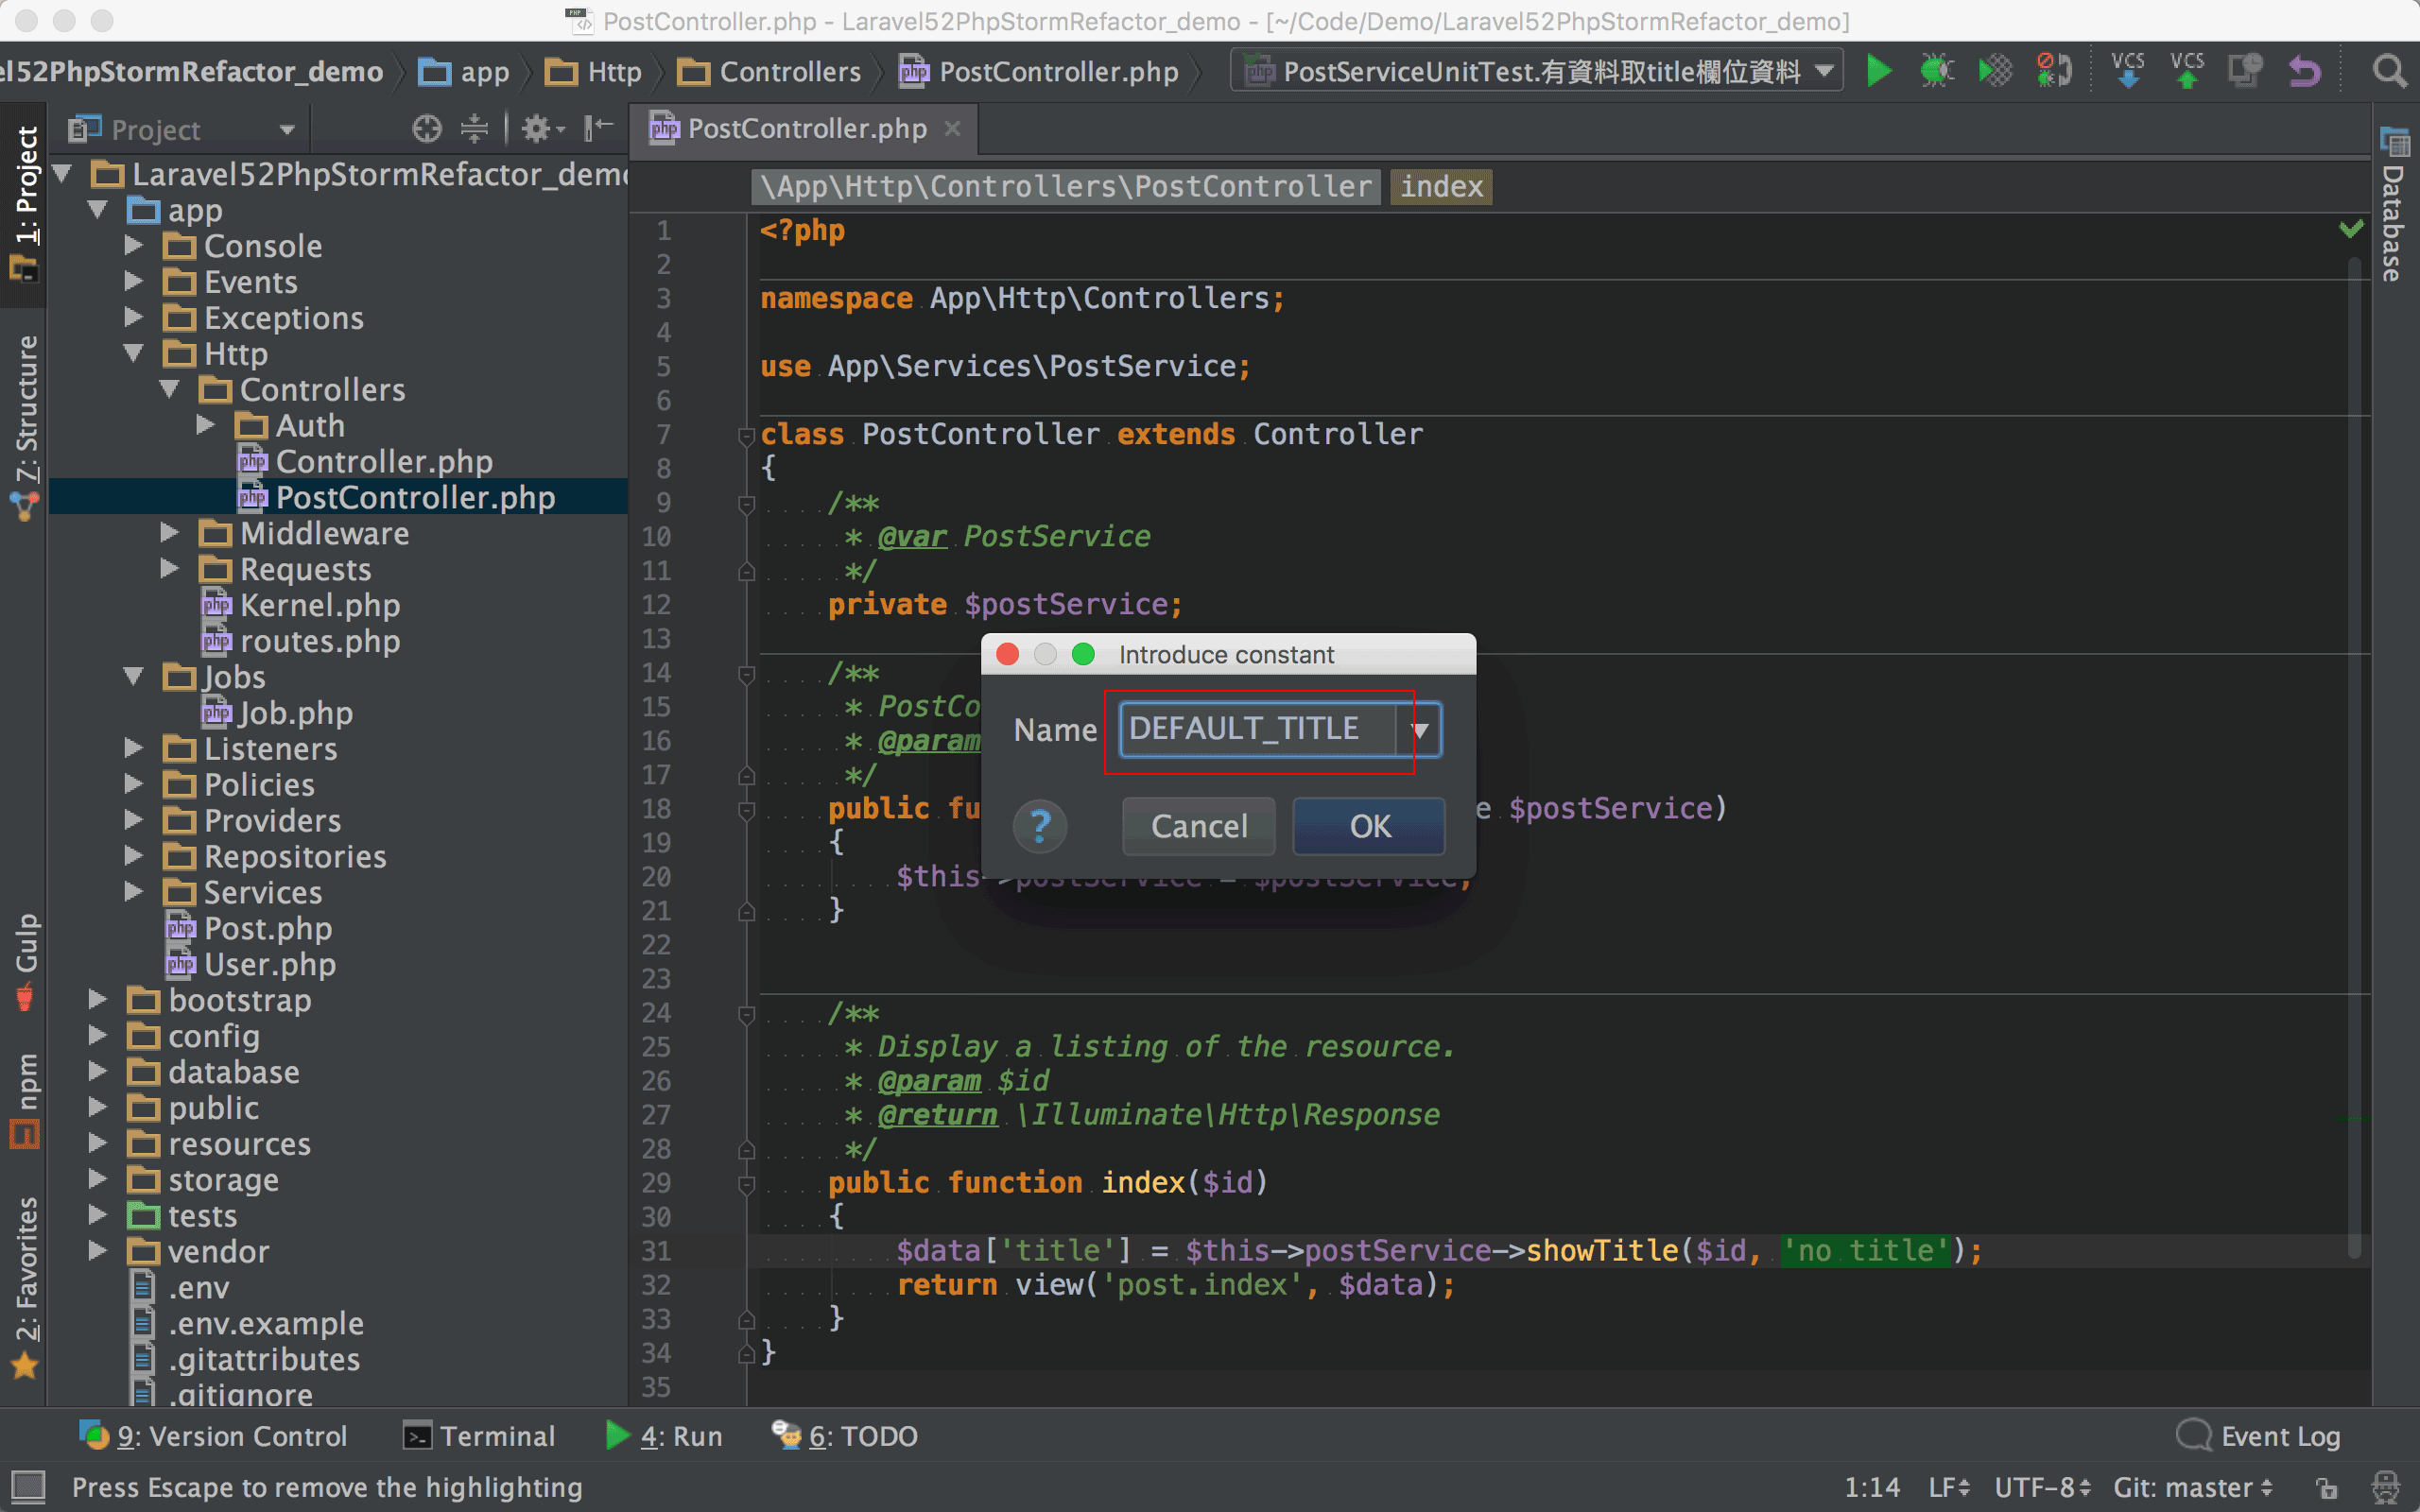 PostController.php - Laravel52PhpStormRefactor_demo - [~/Code/Demo/Laravel52PhpStormRefactor_demo]
el52PhpStormRefactor_demo app Http Controllers PostController.php PostServiceUnitTest.有資料取title欄位資料 VCS VCS
Project PostController.php
1: Project
Z: Structure
Gulp
npm
2: Favorites
Database
Laravel52PhpStormRefactor_demo
app
Console
Events
Exceptions
Http
Controllers
Auth
Controller.php
PostController.php
Middleware
Requests
Kernel.php
routes.php
Jobs
Job.php
Listeners
Policies
Providers
Repositories
Services
Post.php
User.php
bootstrap
config
database
public
resources
storage
tests
vendor
.env
.env.example
.gitattributes
.gitignore
\App\Http\Controllers\PostController index
1 <?php
2
3 namespace App\Http\Controllers;
4
5 use App\Services\PostService;
6
7 class PostController extends Controller
8 {
9 /**
10 * @var PostService
11 */
12 private $postService;
13
14 /**
15 * PostCo
16 * @param
17 */
18 public fu e $postService)
19 {
20 $this->postService = $postService;
21 }
22
23
24 /**
25 * Display a listing of the resource.
26 * @param $id
27 * @return \Illuminate\Http\Response
28 */
29 public function index($id)
30 {
31 $data['title'] = $this->postService->showTitle($id, 'no title');
32 return view('post.index', $data);
33 }
34 }
35
Introduce constant
Name DEFAULT_TITLE
? Cancel OK
9: Version Control Terminal 4: Run 6: TODO Event Log
Press Escape to remove the highlighting 1:14 LF UTF-8 Git: master